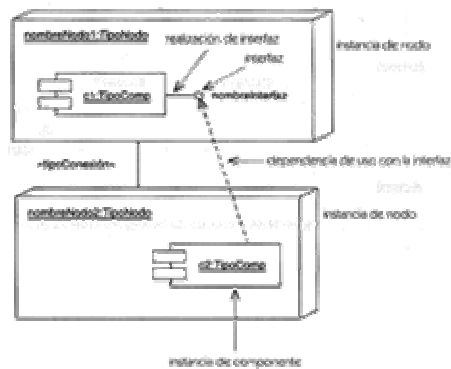 nombreNodo1:TipoNodo
realización de interfaz
instancia de nodo
interfaz
c1:TipoComp
nombreInterfaz
«tipoConexión»
dependencia de uso con la interfaz
nombreNodo2:TipoNodo
instancia de nodo
c2:TipoComp
instancia de componente